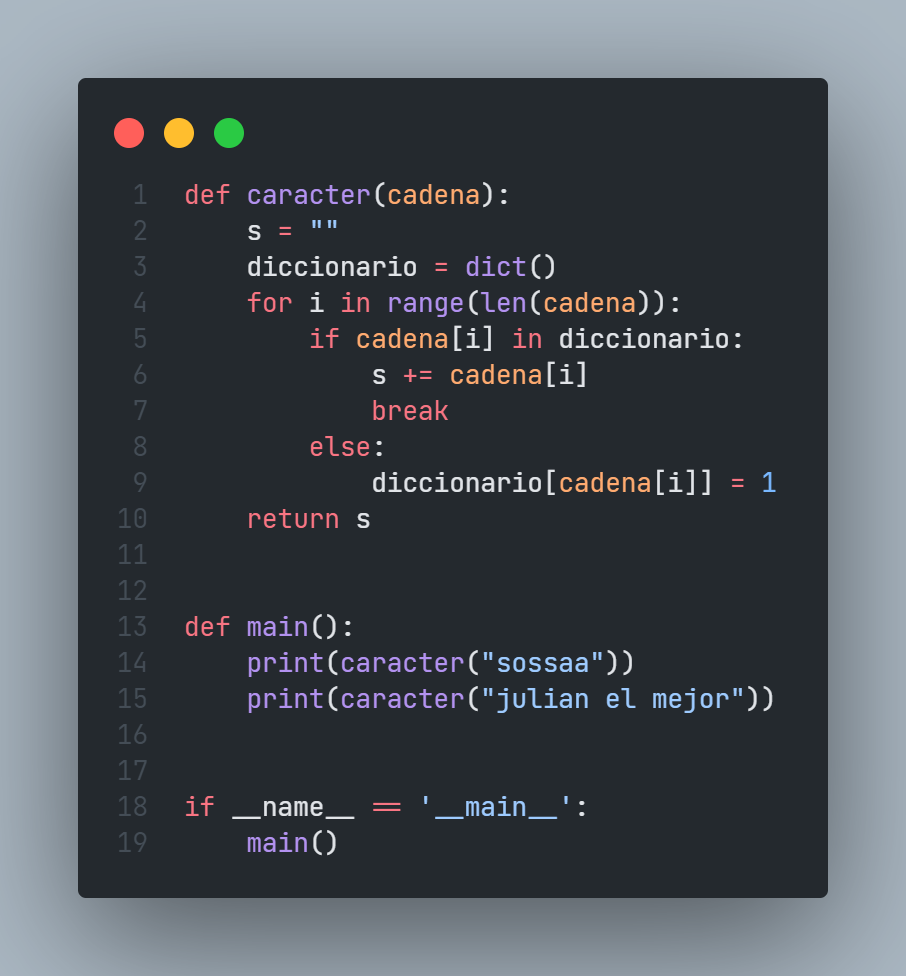 1 def caracter(cadena):
2     s = ""
3     diccionario = dict()
4     for i in range(len(cadena)):
5         if cadena[i] in diccionario:
6             s += cadena[i]
7             break
8         else:
9             diccionario[cadena[i]] = 1
10     return s
11
12
13 def main():
14     print(caracter("sossaa"))
15     print(caracter("julian el mejor"))
16
17
18 if __name__ == '__main__':
19     main()